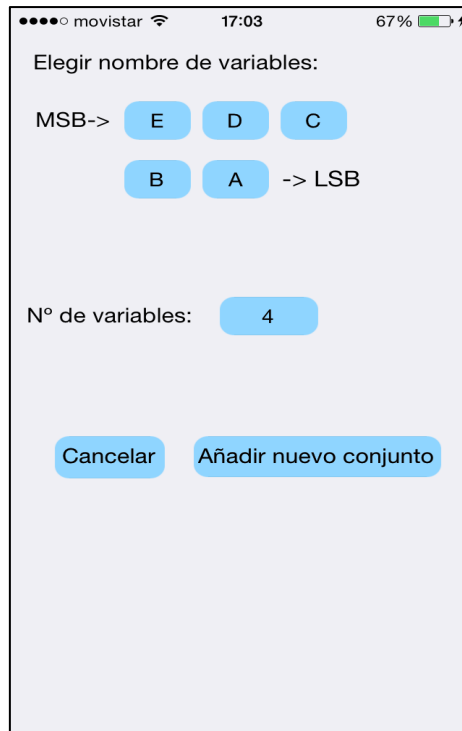 movistar 17:03 67%
Elegir nombre de variables:
MSB-> E D C
B A -> LSB
Nº de variables: 4
Cancelar Añadir nuevo conjunto